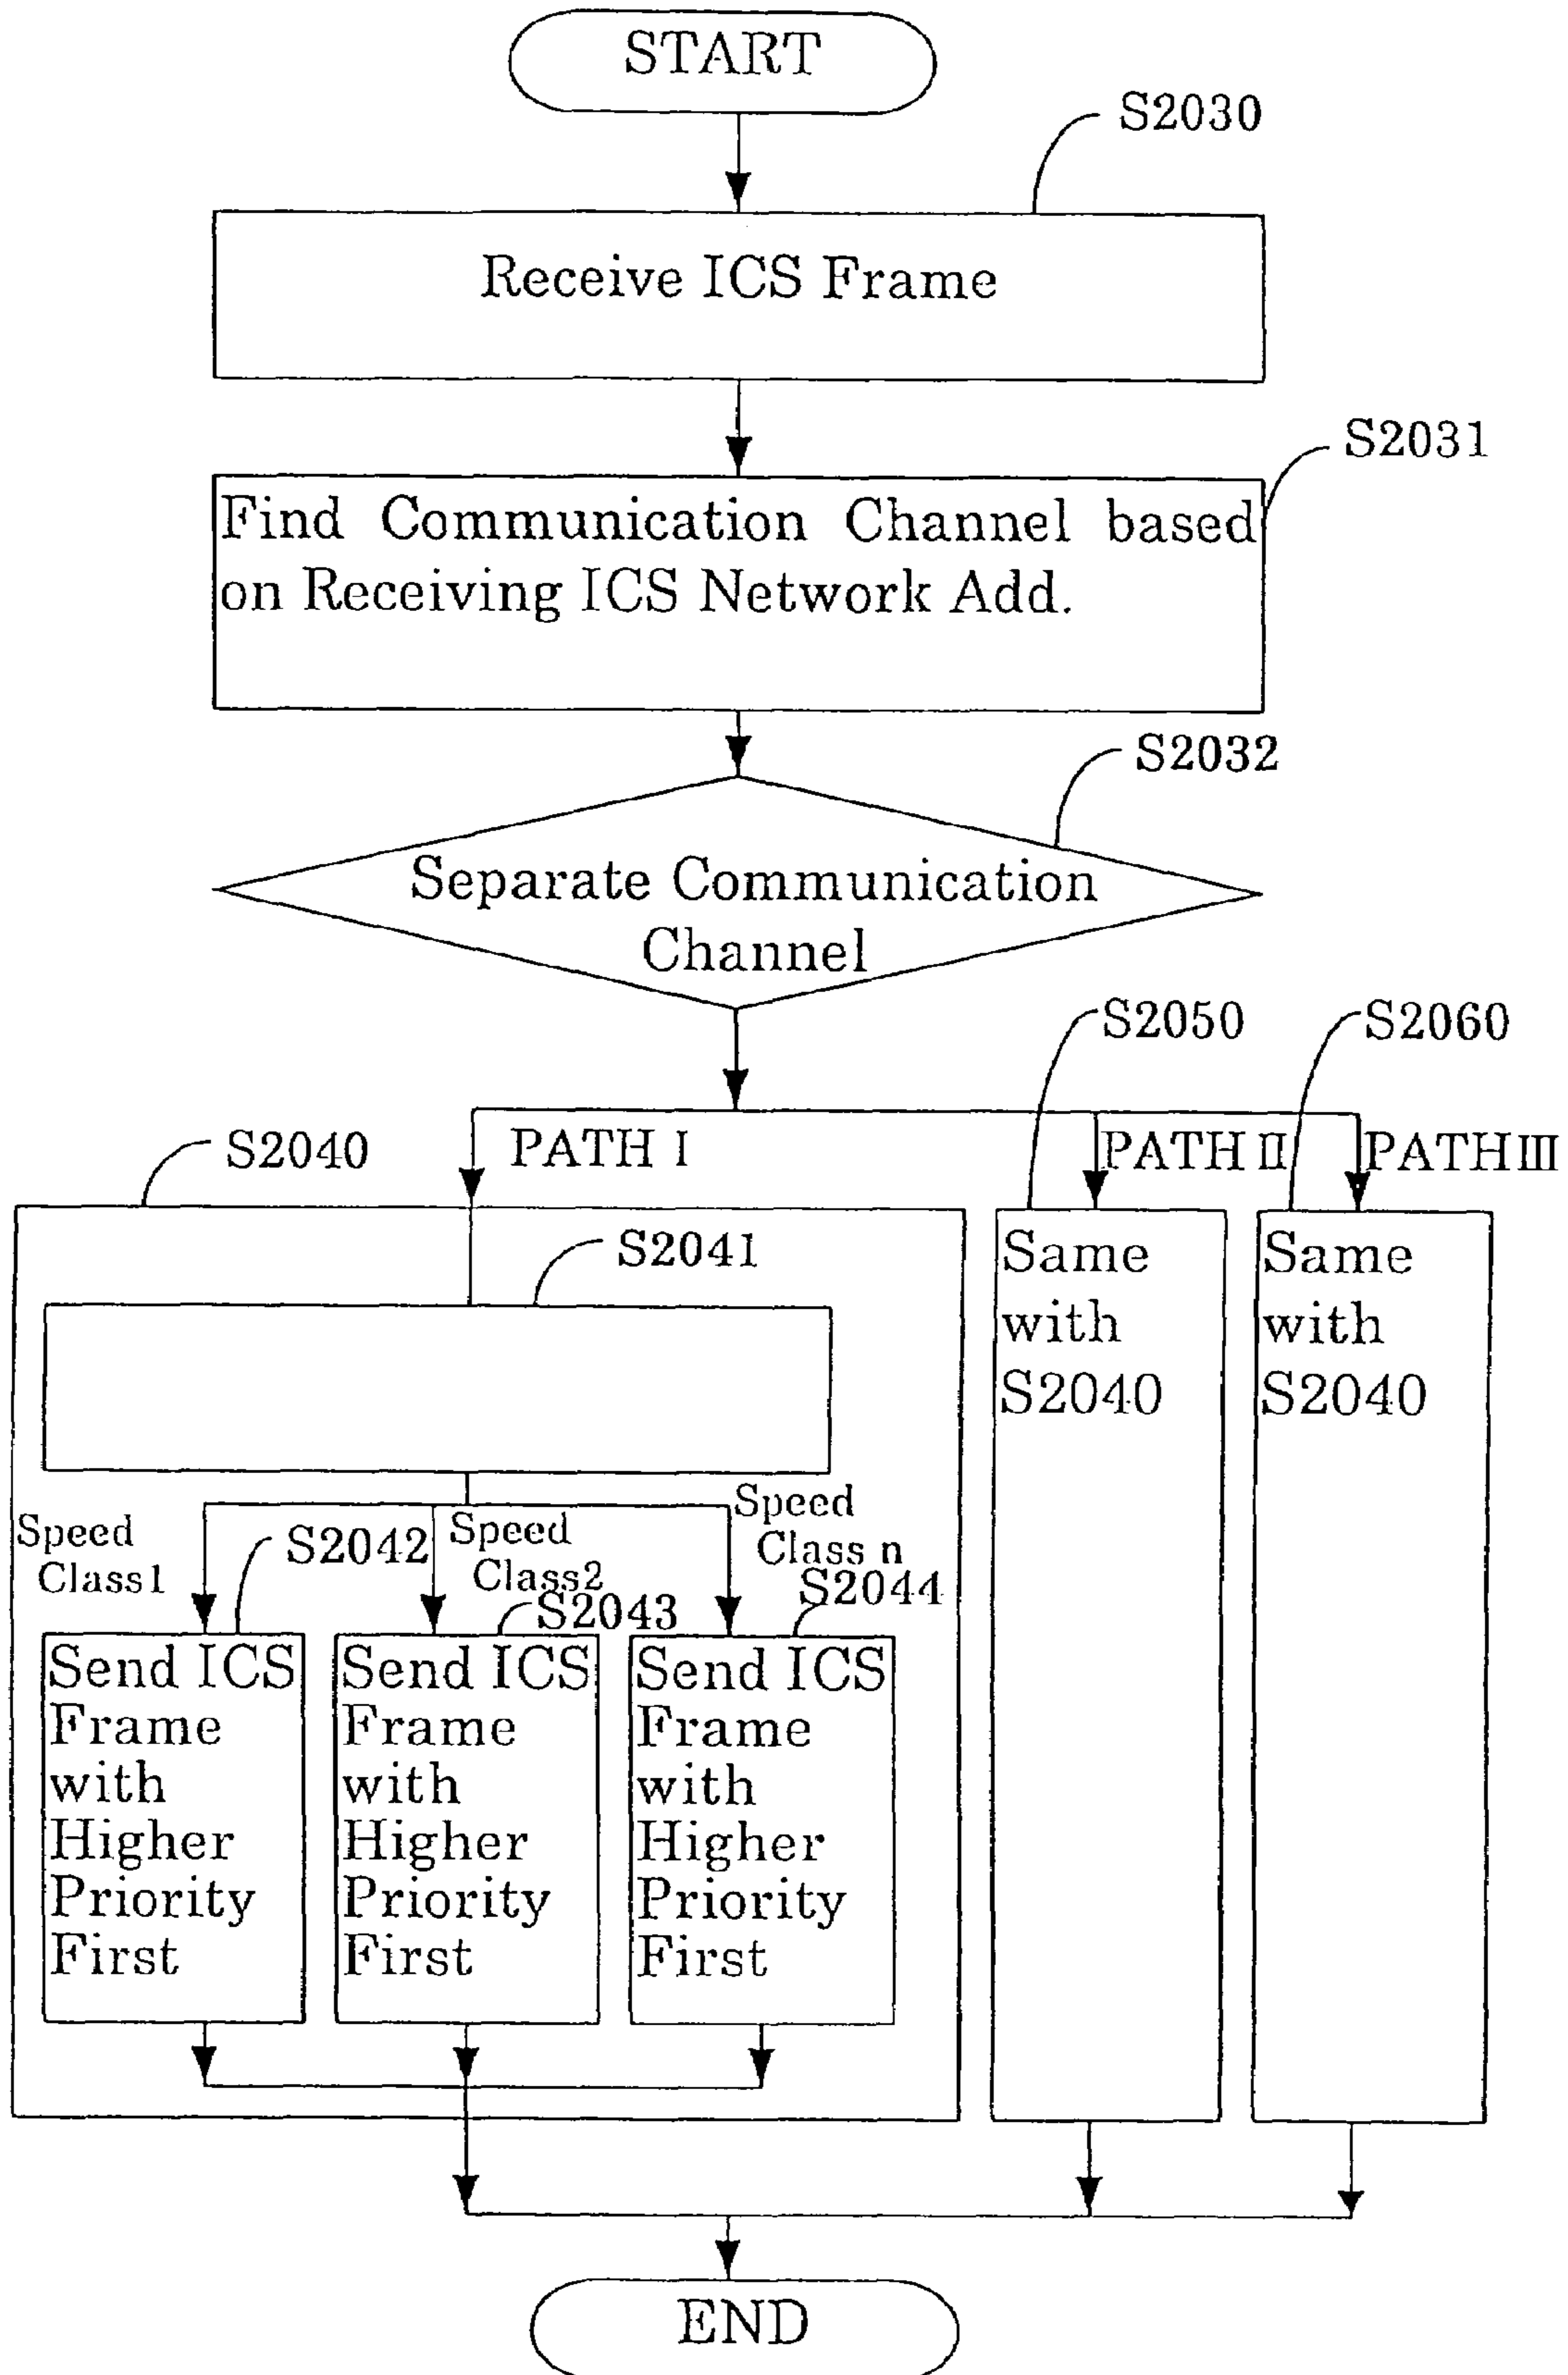 START
S2030
Receive ICS Frame
S2031
Find Communication Channel based
on Receiving ICS Network Add.
S2032
Separate Communication
Channel
S2050
S2060
S2040
PATH I
PATH II
PATH III
S2041
Same
with
S2040
Same
with
S2040
Speed
Class1
S2042
Speed
Class2
S2043
Speed
Class n
S2044
Send ICS
Frame
with
Higher
Priority
First
Send ICS
Frame
with
Higher
Priority
First
Send ICS
Frame
with
Higher
Priority
First
END